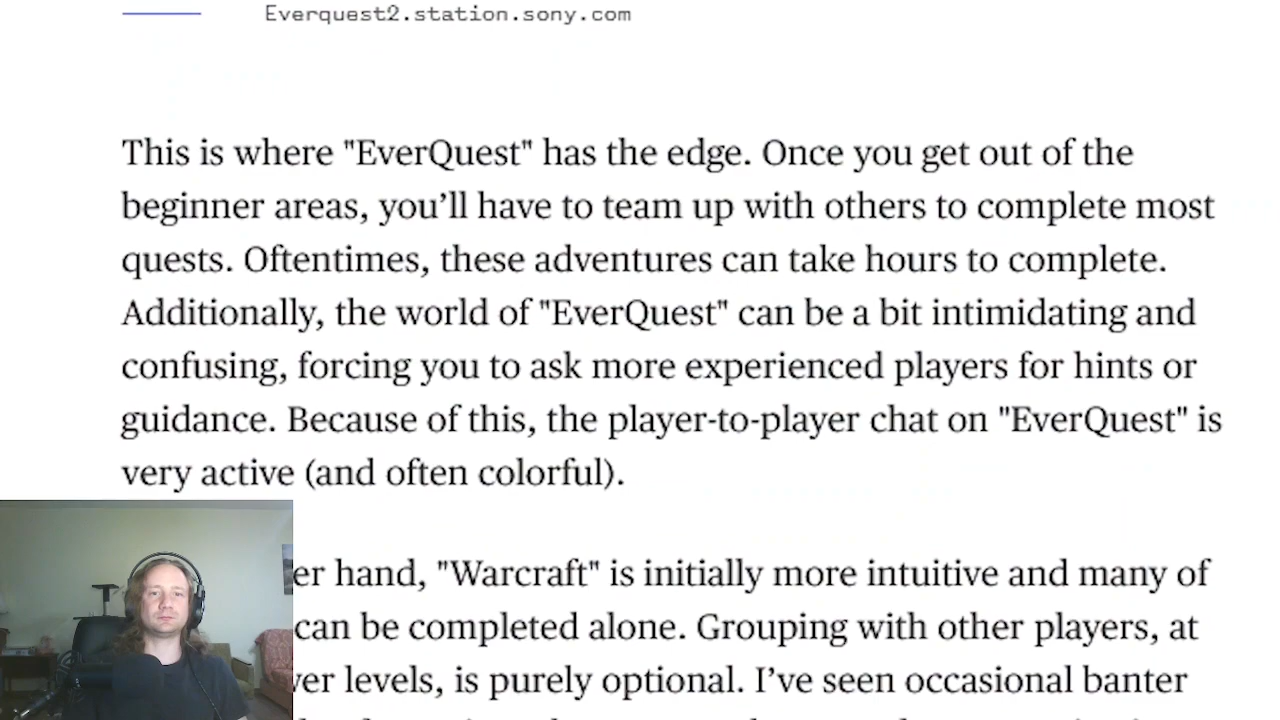 Everquest2.station.sony.com
This is where "EverQuest" has the edge. Once you get out of the
beginner areas, you’ll have to team up with others to complete most
quests. Oftentimes, these adventures can take hours to complete.
Additionally, the world of "EverQuest" can be a bit intimidating and
confusing, forcing you to ask more experienced players for hints or
guidance. Because of this, the player-to-player chat on "EverQuest" is
very active (and often colorful).
er hand, "Warcraft" is initially more intuitive and many of
can be completed alone. Grouping with other players, at
ver levels, is purely optional. I’ve seen occasional banter